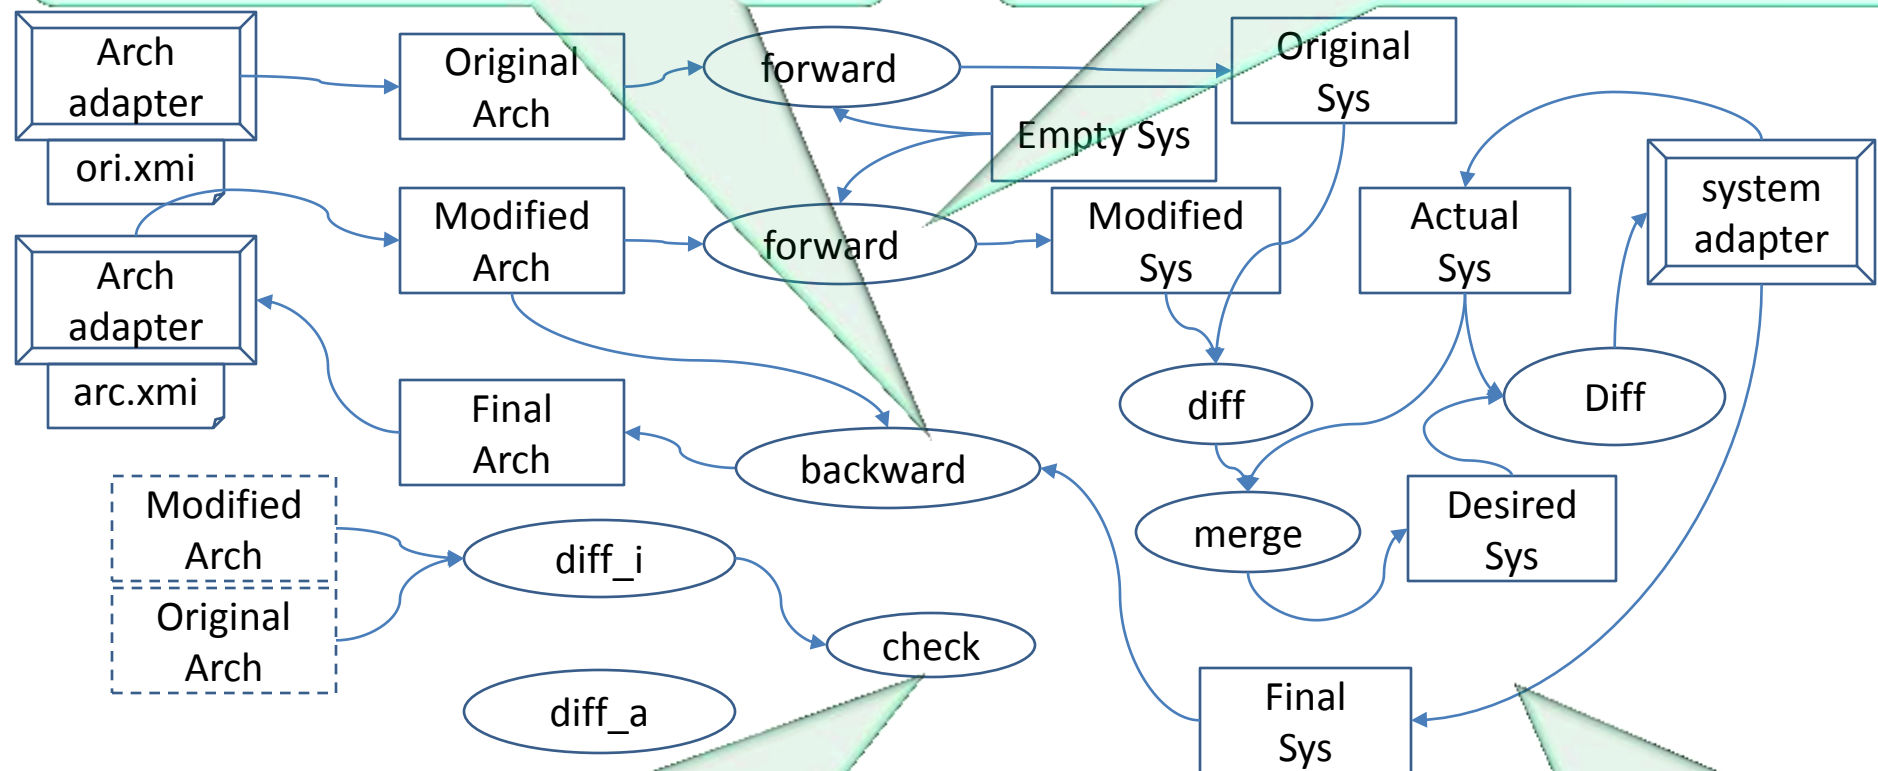 Arch
adapter
ori.xmi
Original
Arch
forward
Original
Sys
Empty Sys
Arch
adapter
arc.xmi
Modified
Arch
forward
Modified
Sys
Actual
Sys
system
adapter
Final
Arch
backward
diff
Diff
merge
Desired
Sys
Modified
Arch
Original
Arch
diff_i
check
diff_a
Final
Sys